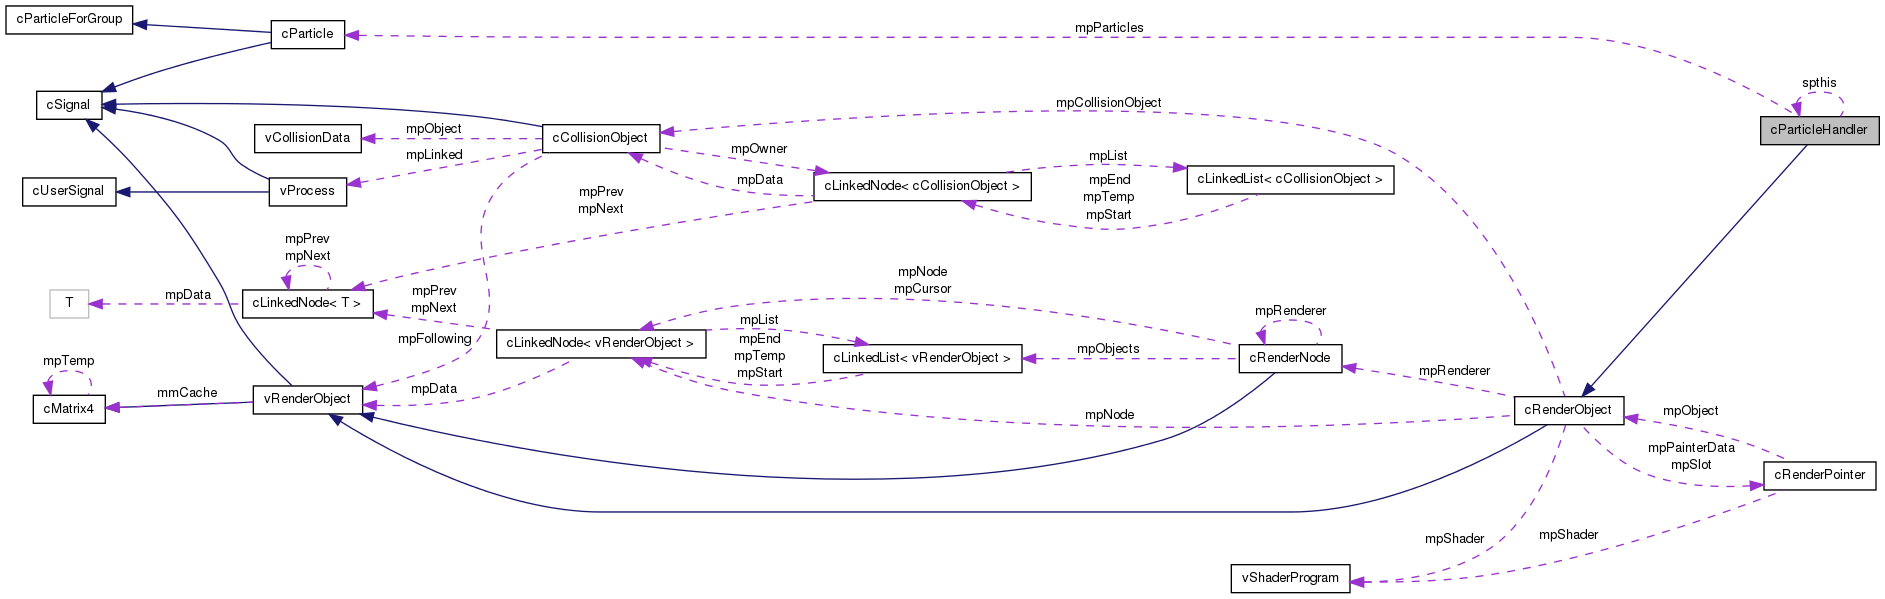 cParticleForGroup
cParticle
mpParticles
spthis
cSignal
mpCollisionObject
cParticleHandler
vCollisionData
mpObject
cCollisionObject
mpLinked
mpOwner
mpList
cUserSignal
vProcess
mpData
cLinkedNode< cCollisionObject >
cLinkedList< cCollisionObject >
mpEnd
mpTemp
mpStart
mpPrev
mpNext
mpPrev
mpNext
T
mpData
cLinkedNode< T >
mpPrev
mpNext
mpNode
mpCursor
mpFollowing
mpRenderer
cLinkedNode< vRenderObject >
mpList
mpEnd
mpTemp
mpStart
cLinkedList< vRenderObject >
mpObjects
cRenderNode
mpTemp
mpRenderer
cMatrix4
mmCache
vRenderObject
mpData
mpNode
cRenderObject
mpObject
mpPainterData
mpSlot
cRenderPointer
mpShader
mpShader
vShaderProgram